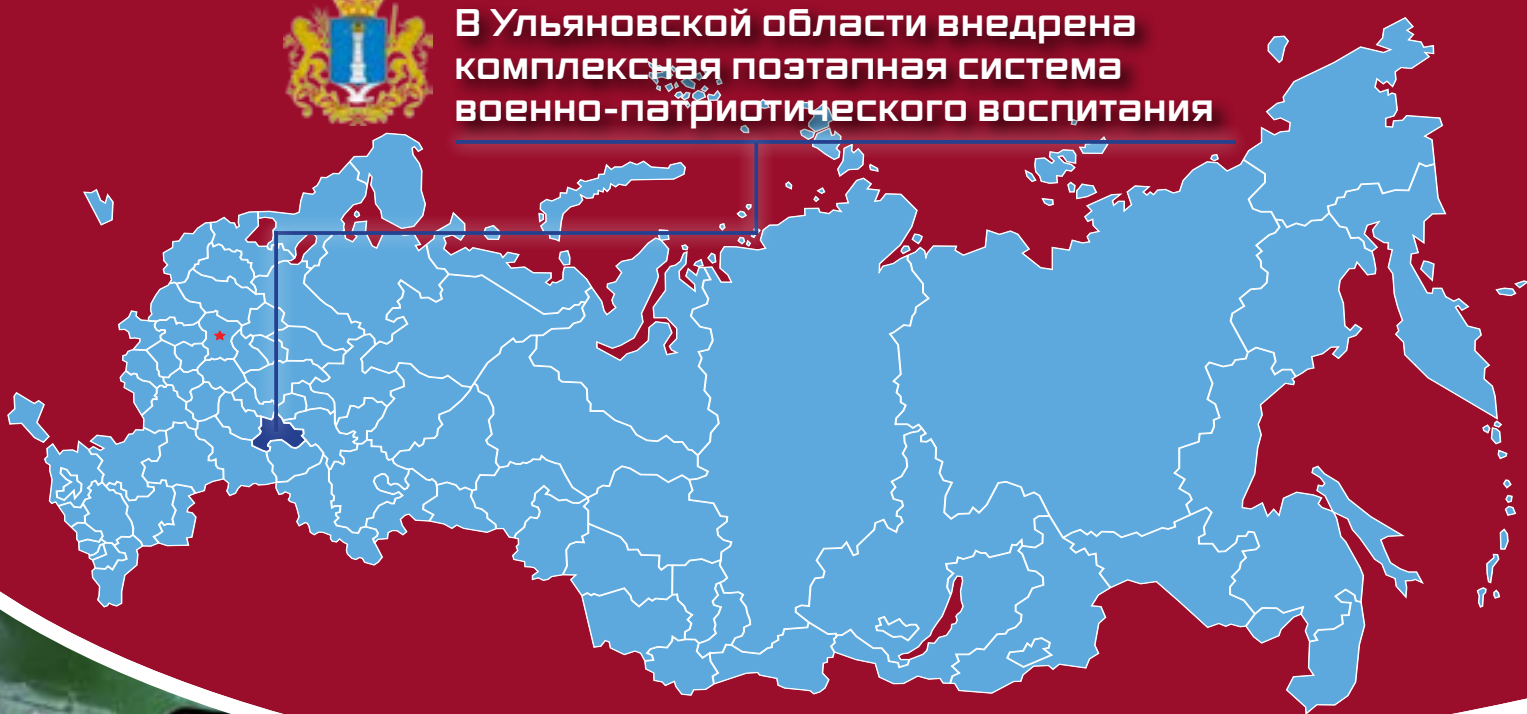 В Ульяновской области внедрена
комплексная поэтапная система
военно-патриотического воспитания